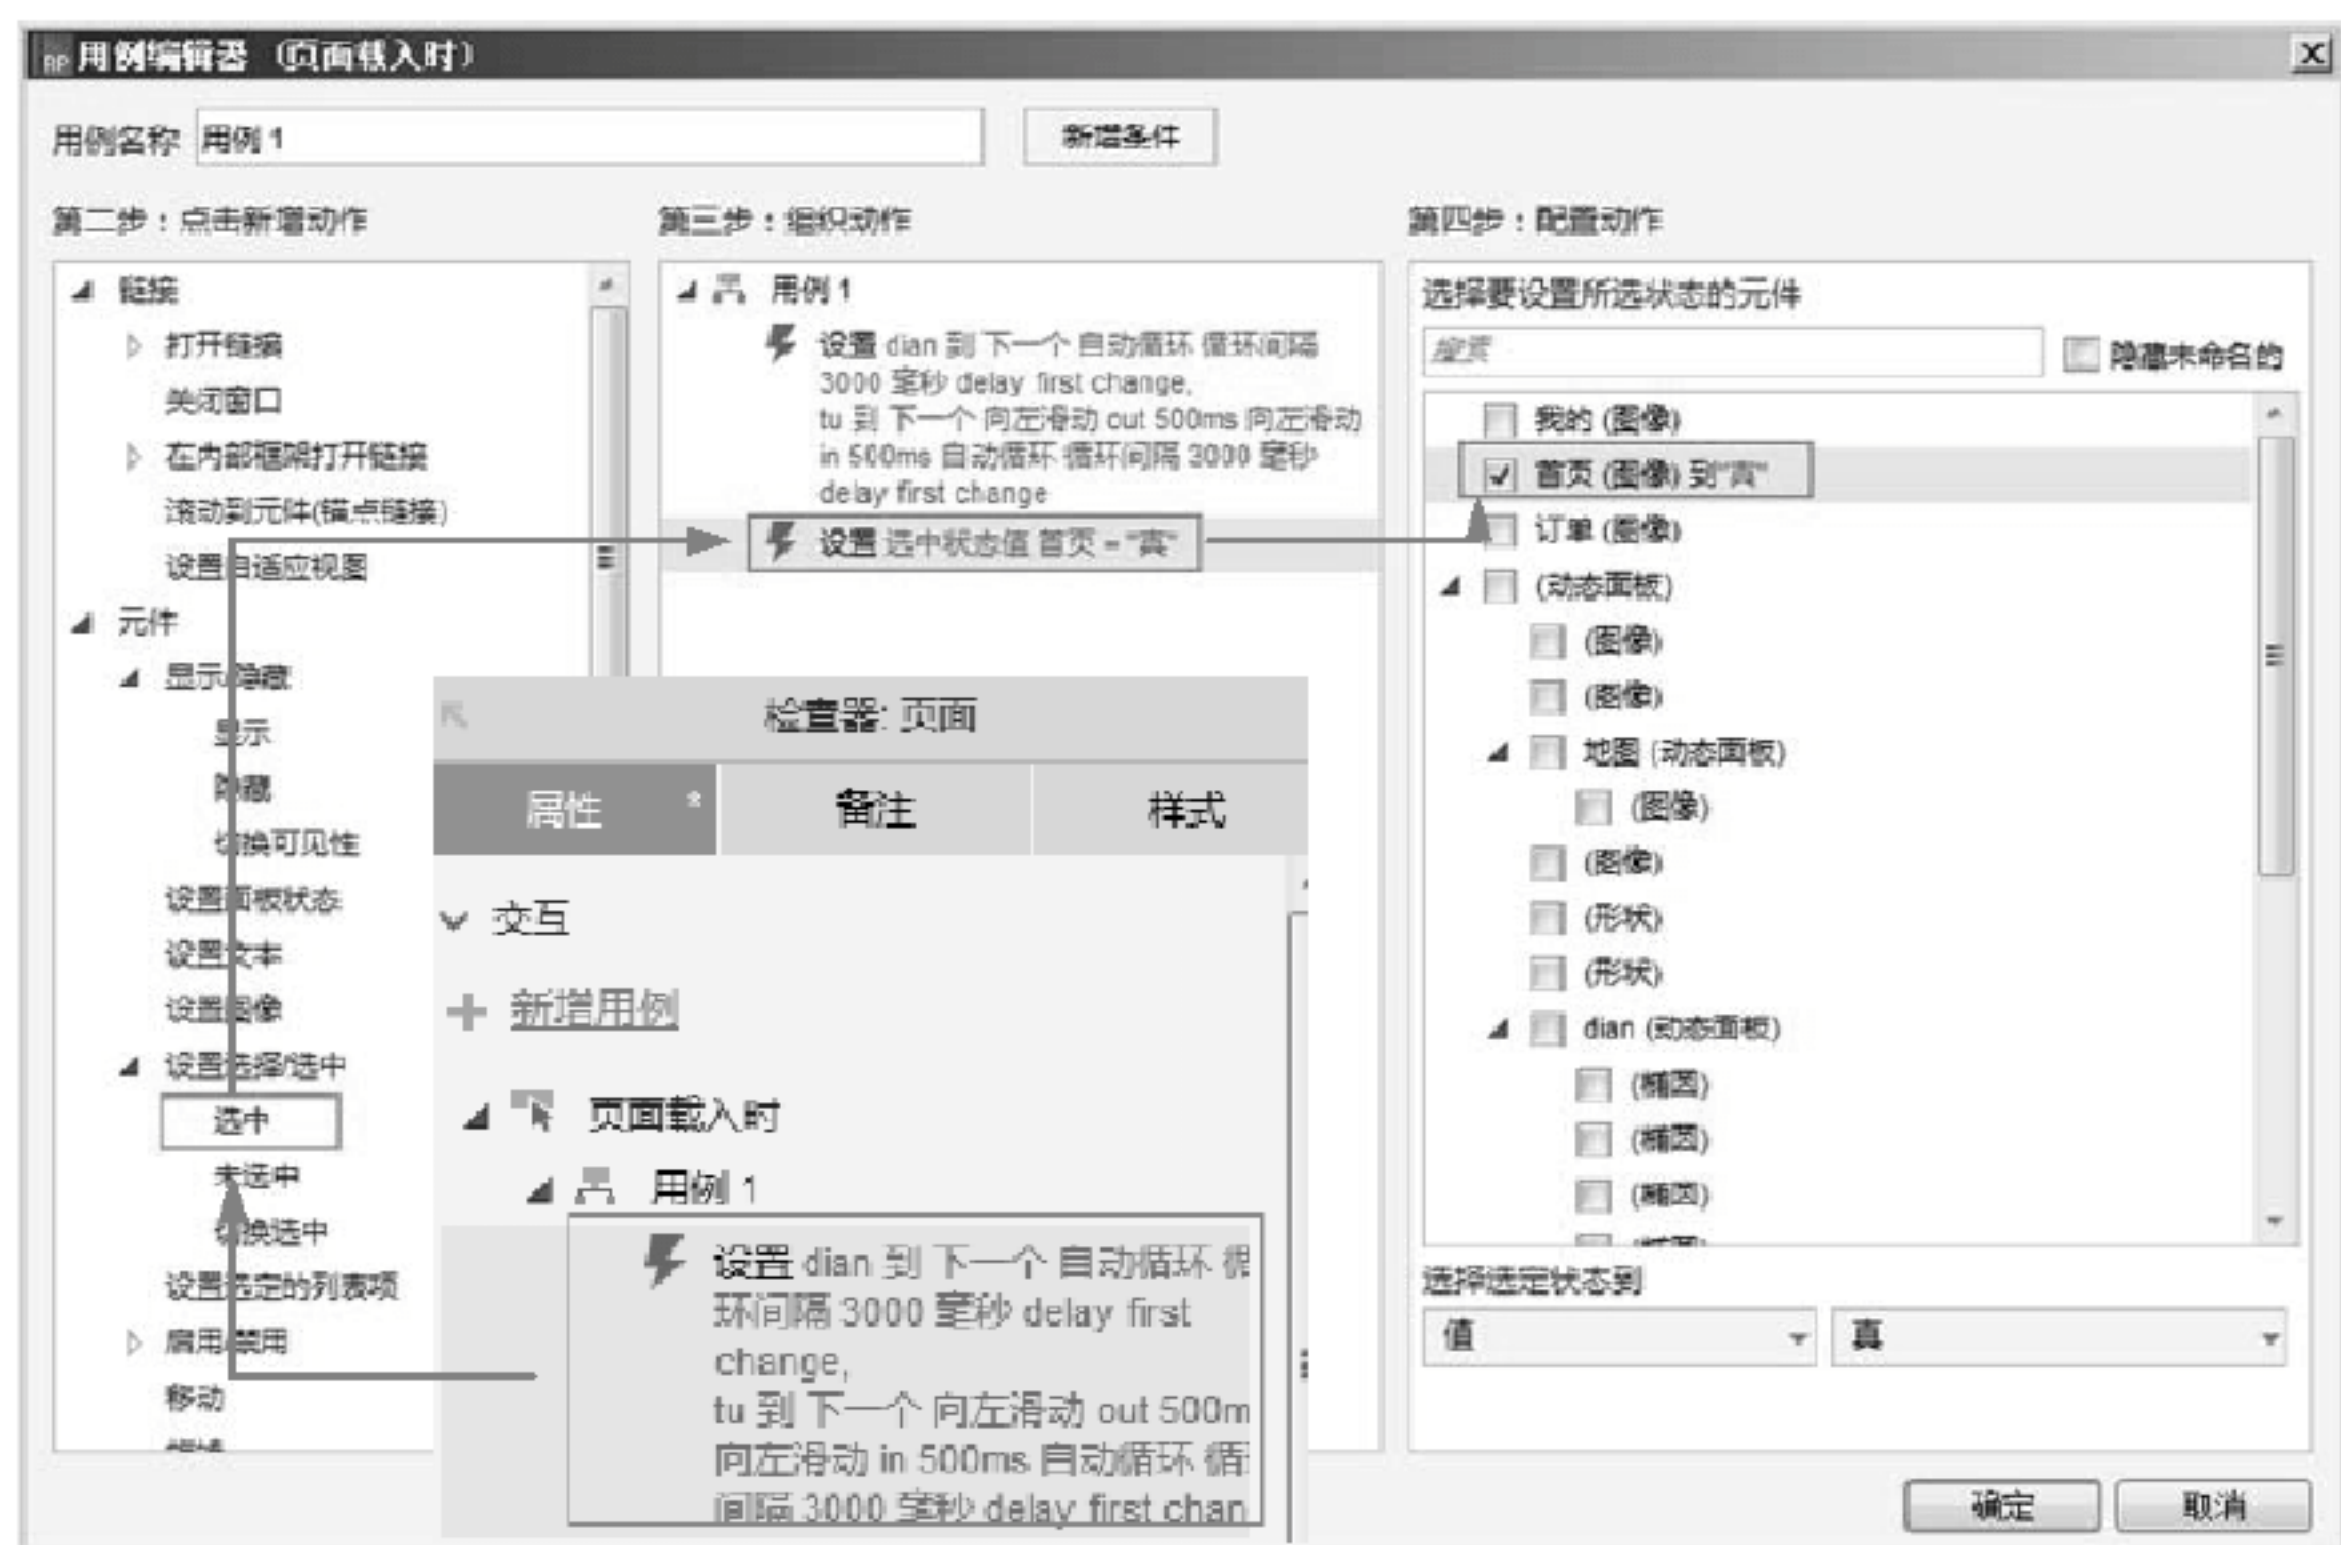 RP 用例编辑器 （页面载入时）
用例名称 用例 1 新增条件
第二步：点击新增动作
链接
打开链接
关闭窗口
在内部框架打开链接
滚动到元件(锚点链接)
设置自适应视图
元件
显示/隐藏
显示
隐藏
切换可见性
设置面板状态
设置文本
设置图像
设置选择/选中
选中
未选中
切换选中
设置选定的列表项
启用/禁用
移动
第三步：组织动作
用例 1
设置 dian 到 下一个 自动循环 循环间隔
3000 毫秒 delay first change,
tu 到 下一个 向左滑动 out 500ms 向左滑动
in 500ms 自动循环 循环间隔 3000 毫秒
delay first change
设置 选中状态值 首页 = "真"
检查器: 页面
属性 * 备注 样式
交互
新增用例
页面载入时
用例 1
设置 dian 到 下一个 自动循环 循
环间隔 3000 毫秒 delay first
change,
tu 到 下一个 向左滑动 out 500m
向左滑动 in 500ms 自动循环 循
间隔 3000 毫秒 delay first chan
第四步：配置动作
选择要设置所选状态的元件
搜索 隐藏未命名的
我的 (图像)
首页 (图像) 到"真"
订单 (图像)
(动态面板)
(图像)
(图像)
地图 (动态面板)
(图像)
(图像)
(形状)
(形状)
dian (动态面板)
(椭圆)
(椭圆)
(椭圆)
选择选定状态到
值 真
确定 取消